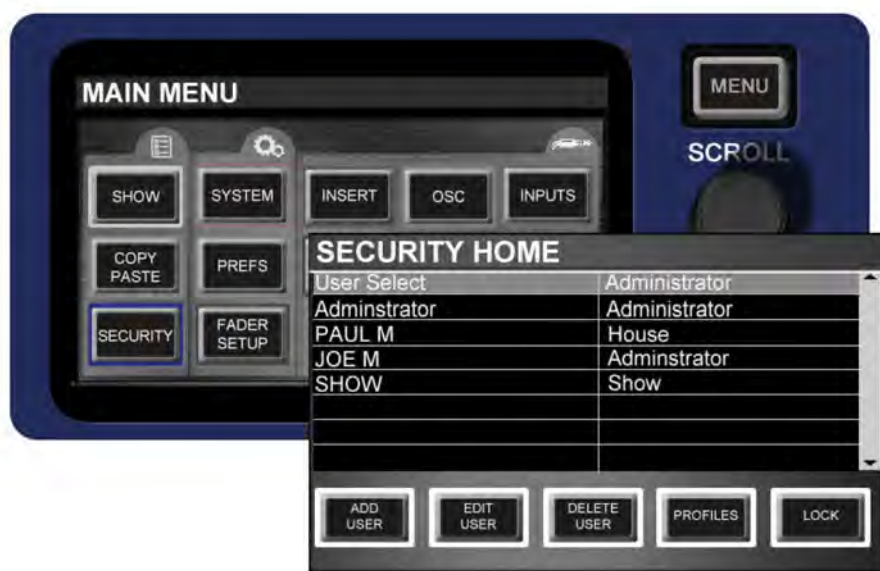 MAIN MENU
MENU
SCROLL
SHOW
SYSTEM
INSERT
OSC
INPUTS
COPY
PASTE
PREFS
SECURITY
FADER
SETUP
SECURITY HOME
User Select Administrator
Adminstrator Administrator
PAUL M House
JOE M Adminstrator
SHOW Show
ADD
USER
EDIT
USER
DELETE
USER
PROFILES
LOCK